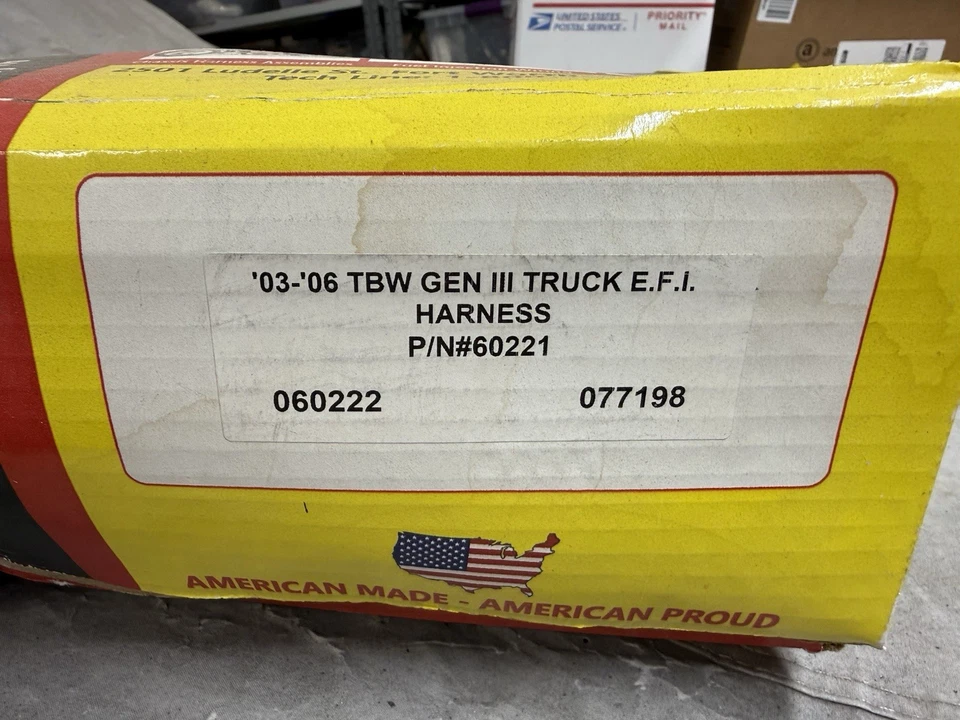 UNITED STATES
POSTAL SERVICE
PRIORITY
MAIL
a
2501 Ludelle St. Fort
Tech Line
'03-'06 TBW GEN III TRUCK E.F.I.
HARNESS
P/N#60221
060222 077198
AMERICAN MADE - AMERICAN PROUD